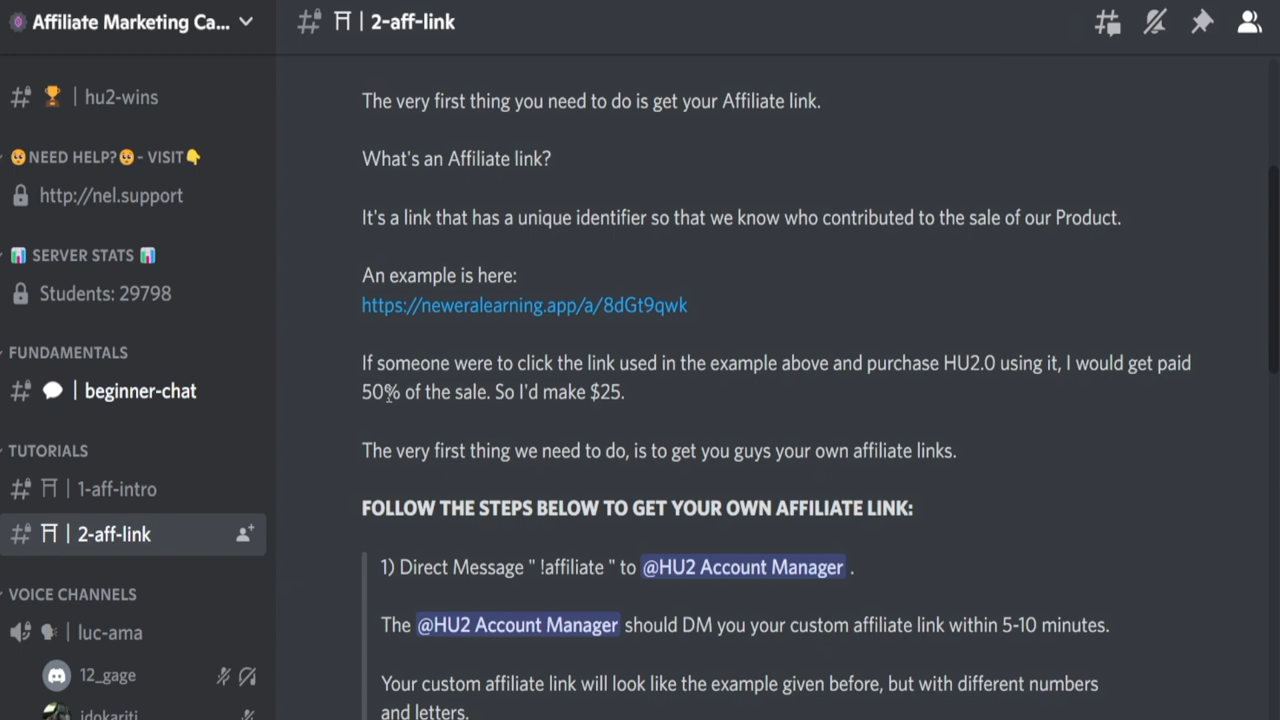 Affiliate Marketing Ca...
| hu2-wins
NEED HELP? - VISIT
http://nel.support
SERVER STATS
Students: 29798
FUNDAMENTALS
| beginner-chat
TUTORIALS
| 1-aff-intro
| 2-aff-link
VOICE CHANNELS
| luc-ama
12_gage
idokariti
| 2-aff-link
The very first thing you need to do is get your Affiliate link.
What's an Affiliate link?
It's a link that has a unique identifier so that we know who contributed to the sale of our Product.
An example is here:
https://neweralearning.app/a/8dGt9qwk
If someone were to click the link used in the example above and purchase HU2.0 using it, I would get paid
50% of the sale. So I'd make $25.
The very first thing we need to do, is to get you guys your own affiliate links.
FOLLOW THE STEPS BELOW TO GET YOUR OWN AFFILIATE LINK:
1) Direct Message " !affiliate " to @HU2 Account Manager .
The @HU2 Account Manager should DM you your custom affiliate link within 5-10 minutes.
Your custom affiliate link will look like the example given before, but with different numbers
and letters.